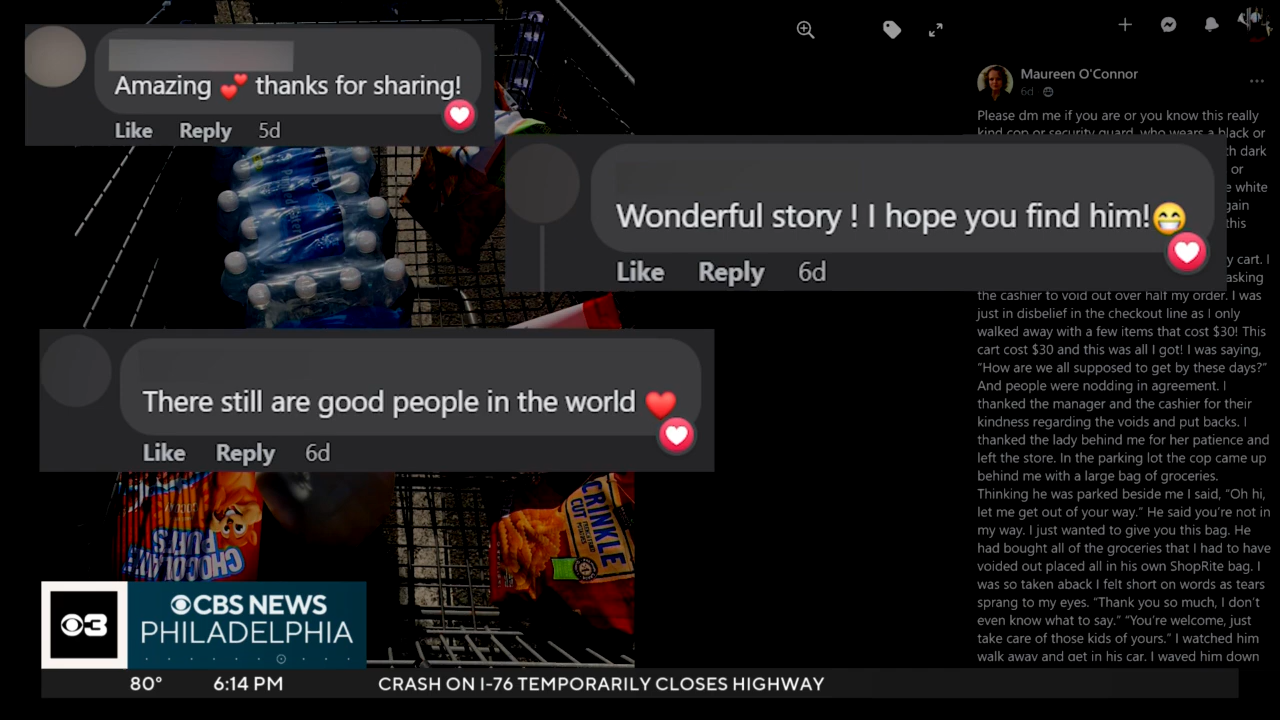 Amazing 💕 thanks for sharing!
Like Reply 5d
Maureen O'Connor
6d
Please dm me if you are or you know this really
kind cop or security guard, who wears a black or
h dark
or
white
gain
this
Wonderful story ! I hope you find him!😁
Like Reply 6d
y cart. I
asking
the cashier to void out over half my order. I was
just in disbelief in the checkout line as I only
walked away with a few items that cost $30! This
cart cost $30 and this was all I got! I was saying,
“How are we all supposed to get by these days?”
And people were nodding in agreement. I
thanked the manager and the cashier for their
kindness regarding the voids and put backs. I
thanked the lady behind me for her patience and
left the store. In the parking lot the cop came up
behind me with a large bag of groceries.
Thinking he was parked beside me I said, “Oh hi,
let me get out of your way.” He said you’re not in
my way. I just wanted to give you this bag. He
had bought all of the groceries that I had to have
voided out placed all in his own ShopRite bag. I
was so taken aback I felt short on words as tears
sprang to my eyes. “Thank you so much, I don’t
even know what to say.” “You’re welcome, just
take care of those kids of yours.” I watched him
walk away and get in his car. I waved him down
There still are good people in the world ❤️
Like Reply 6d
CHOCOLATE
PUFFS
CRINKLE
CUT
3
CBS NEWS
PHILADELPHIA
80° 6:14 PM CRASH ON I-76 TEMPORARILY CLOSES HIGHWAY